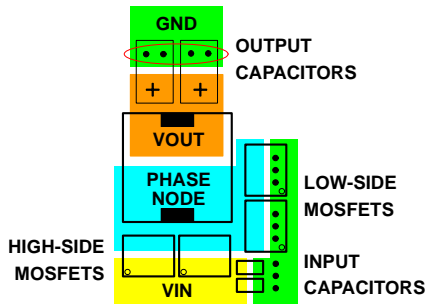 GND
OUTPUT
CAPACITORS
+ +
VOUT
PHASE
NODE
LOW-SIDE
MOSFETS
HIGH-SIDE
MOSFETS
INPUT
CAPACITORS
VIN